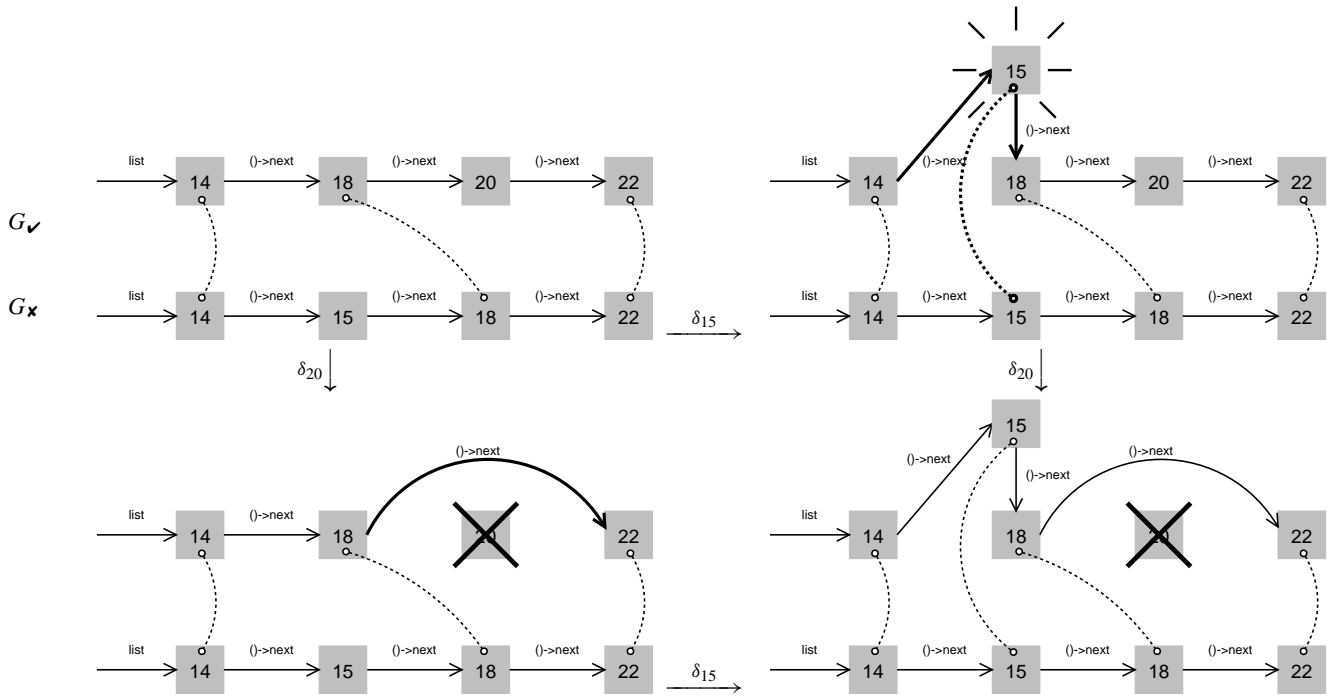 15
list ()->next ()->next ()->next
14 18 20 22
()->next
list ()->next ()->next ()->next
14 18 20 22
G✔
list ()->next ()->next ()->next
14 15 18 22
G✘
δ15
list ()->next ()->next ()->next
14 15 18 22
δ20
δ20
()->next
list ()->next
14 18 22
15
()->next ()->next ()->next
list
14 18 22
list ()->next ()->next ()->next
14 15 18 22
δ15
list ()->next ()->next ()->next
14 15 18 22